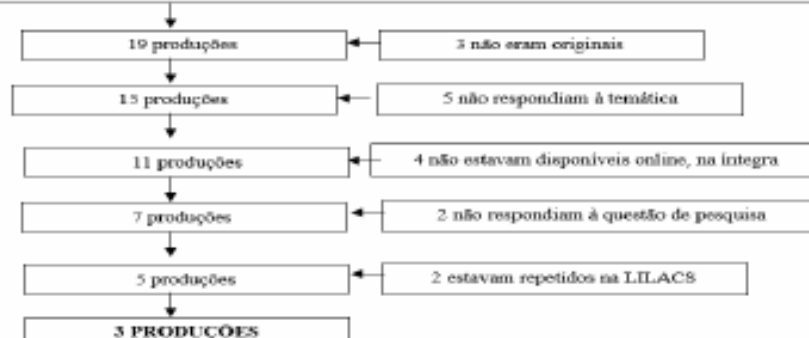 19 produções
3 não eram originais
15 produções
5 não respondiam à temática
11 produções
4 não estavam disponíveis online, na íntegra
7 produções
2 não respondiam à questão de pesquisa
5 produções
2 estavam repetidos na LILACS
3 PRODUÇÕES